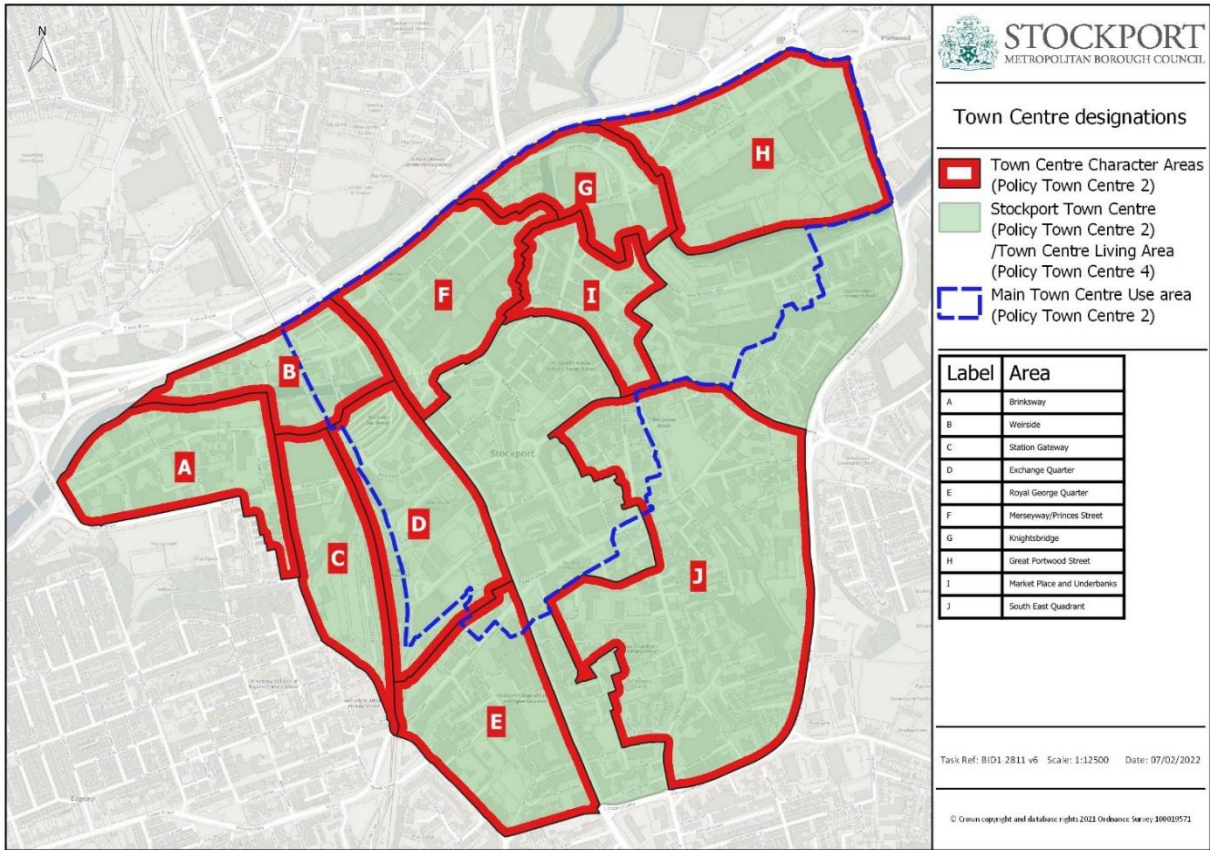 N
Portwood
H
G
F
I
B
A
D
C
J
E
Stockport
Edgeley
STOCKPORT
METROPOLITAN BOROUGH COUNCIL
Town Centre designations
Town Centre Character Areas
(Policy Town Centre 2)
Stockport Town Centre
(Policy Town Centre 2)
/Town Centre Living Area
(Policy Town Centre 4)
Main Town Centre Use area
(Policy Town Centre 2)
Label Area
A Brinksway
B Weirside
C Station Gateway
D Exchange Quarter
E Royal George Quarter
F Merseyway/Princes Street
G Knightsbridge
H Great Portwood Street
I Market Place and Underbanks
J South East Quadrant
Task Ref: BID1 2811 v6 Scale: 1:12500 Date: 07/02/2022
© Crown copyright and database rights 2021 Ordnance Survey 100019571